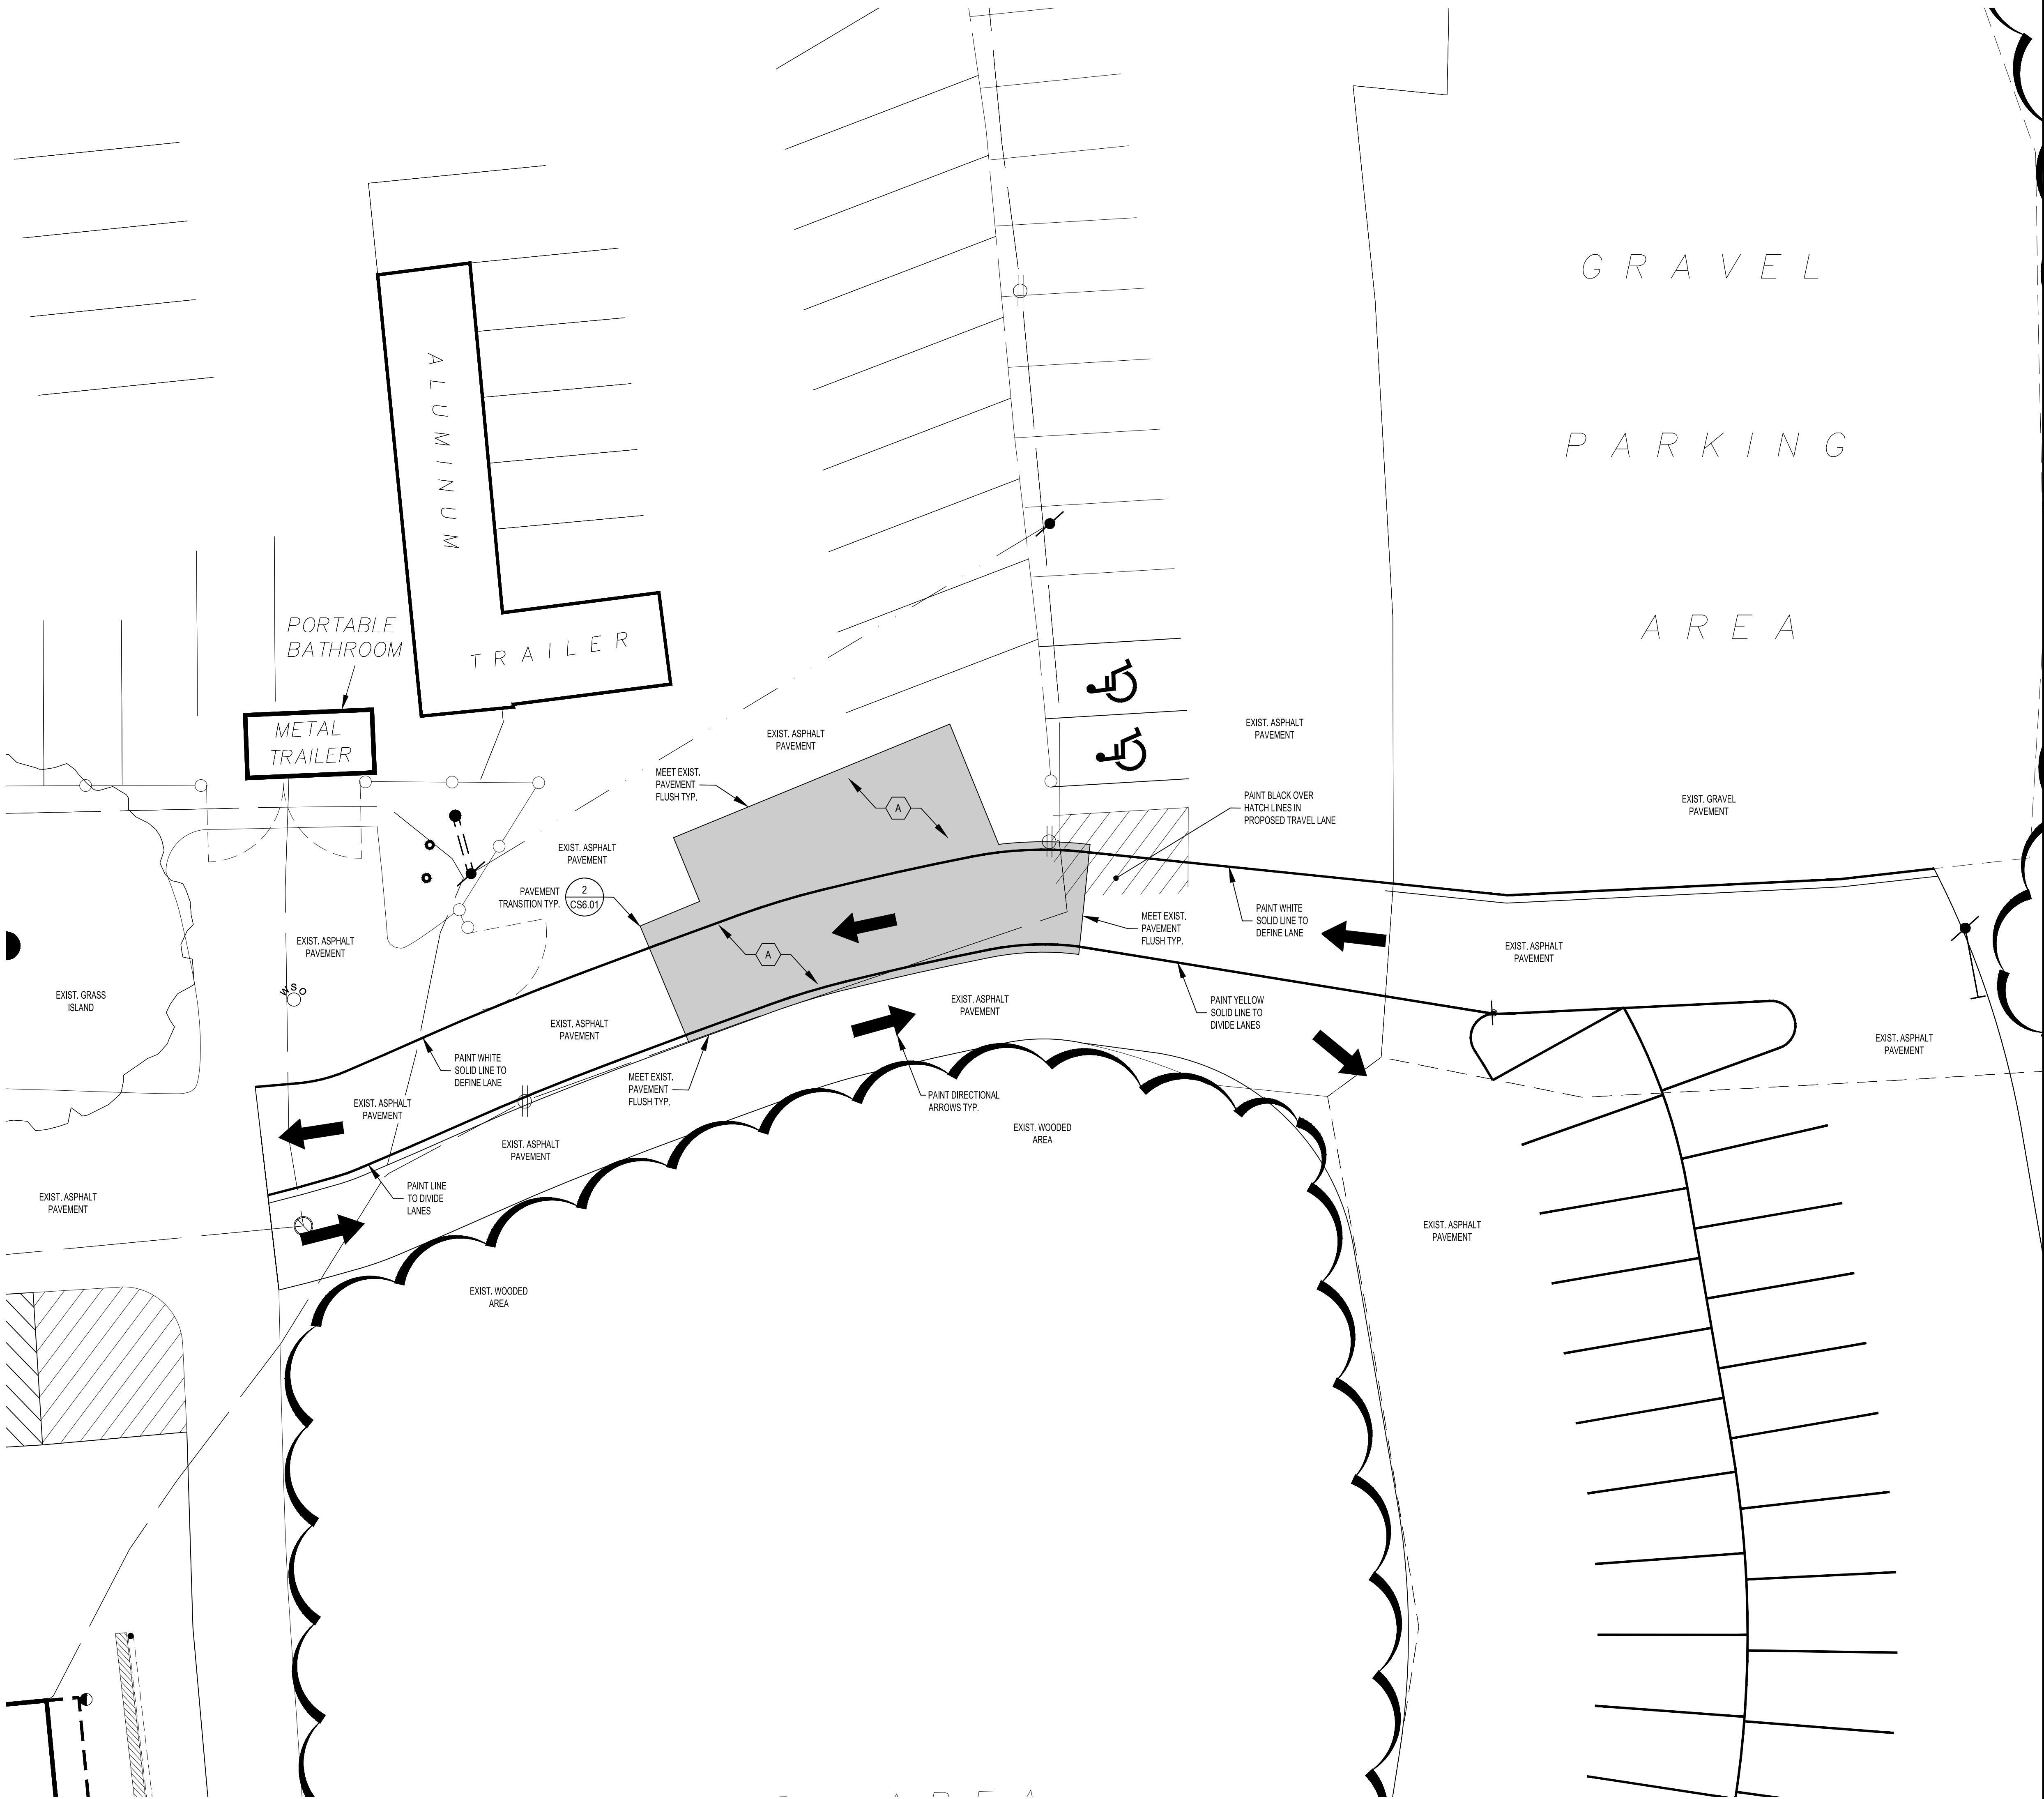 GRAVEL
PARKING
AREA
ALUMINUM
TRAILER
PORTABLE
BATHROOM
METAL
TRAILER
EXIST. ASPHALT
PAVEMENT
EXIST. ASPHALT
PAVEMENT
MEET EXIST.
PAVEMENT
FLUSH TYP.
A
PAINT BLACK OVER
HATCH LINES IN
PROPOSED TRAVEL LANE
EXIST. GRAVEL
PAVEMENT
EXIST. ASPHALT
PAVEMENT
PAVEMENT
TRANSITION TYP.
2
CS6.01
PAINT WHITE
SOLID LINE TO
DEFINE LANE
MEET EXIST.
PAVEMENT
FLUSH TYP.
EXIST. ASPHALT
PAVEMENT
EXIST. ASPHALT
PAVEMENT
A
WSO
EXIST. GRASS
ISLAND
EXIST. ASPHALT
PAVEMENT
EXIST. ASPHALT
PAVEMENT
PAINT YELLOW
SOLID LINE TO
DIVIDE LANES
EXIST. ASPHALT
PAVEMENT
PAINT WHITE
SOLID LINE TO
DEFINE LANE
MEET EXIST.
PAVEMENT
FLUSH TYP.
PAINT DIRECTIONAL
ARROWS TYP.
EXIST. ASPHALT
PAVEMENT
EXIST. WOODED
AREA
EXIST. ASPHALT
PAVEMENT
PAINT LINE
TO DIVIDE
LANES
EXIST. ASPHALT
PAVEMENT
EXIST. ASPHALT
PAVEMENT
EXIST. WOODED
AREA